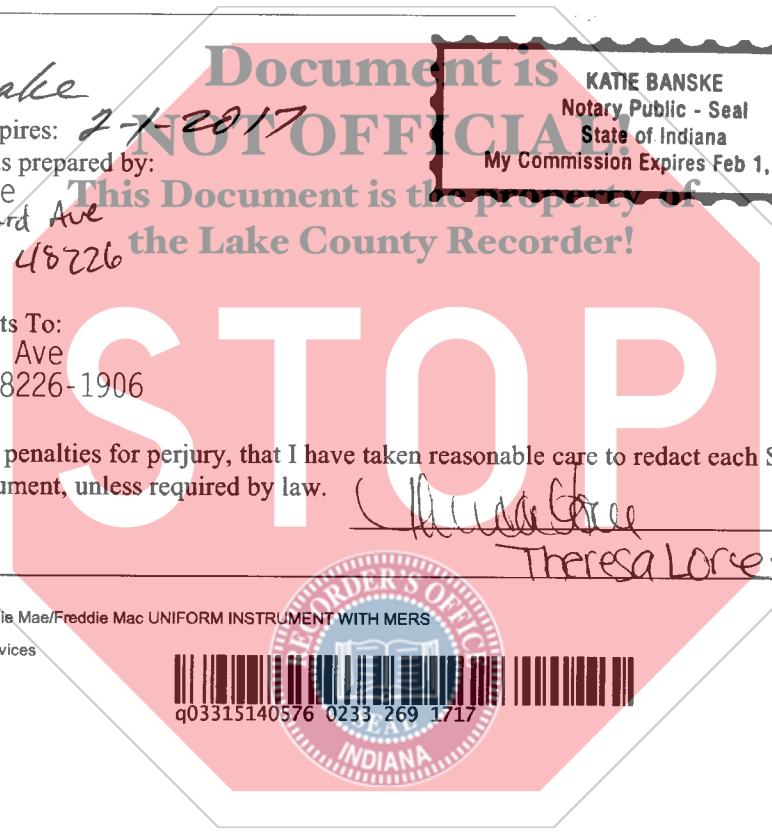 Document is
ake
KATIE BANSKE
Notary Public - Seal
State of Indiana
My Commission Expires Feb 1,
pires: 2-1-2017
NOT OFFICIAL!
s prepared by:
e
This Document is the property of
rd Ave
the Lake County Recorder!
48226
ts To:
Ave
8226-1906
STOP
penalties for perjury, that I have taken reasonable care to redact each S
ument, unless required by law.
Theresa Lorce
ie Mae/Freddie Mac UNIFORM INSTRUMENT WITH MERS
vices
RECORDER'S OFFICE
q03315140576 0233 269 1717
SEAL
INDIANA